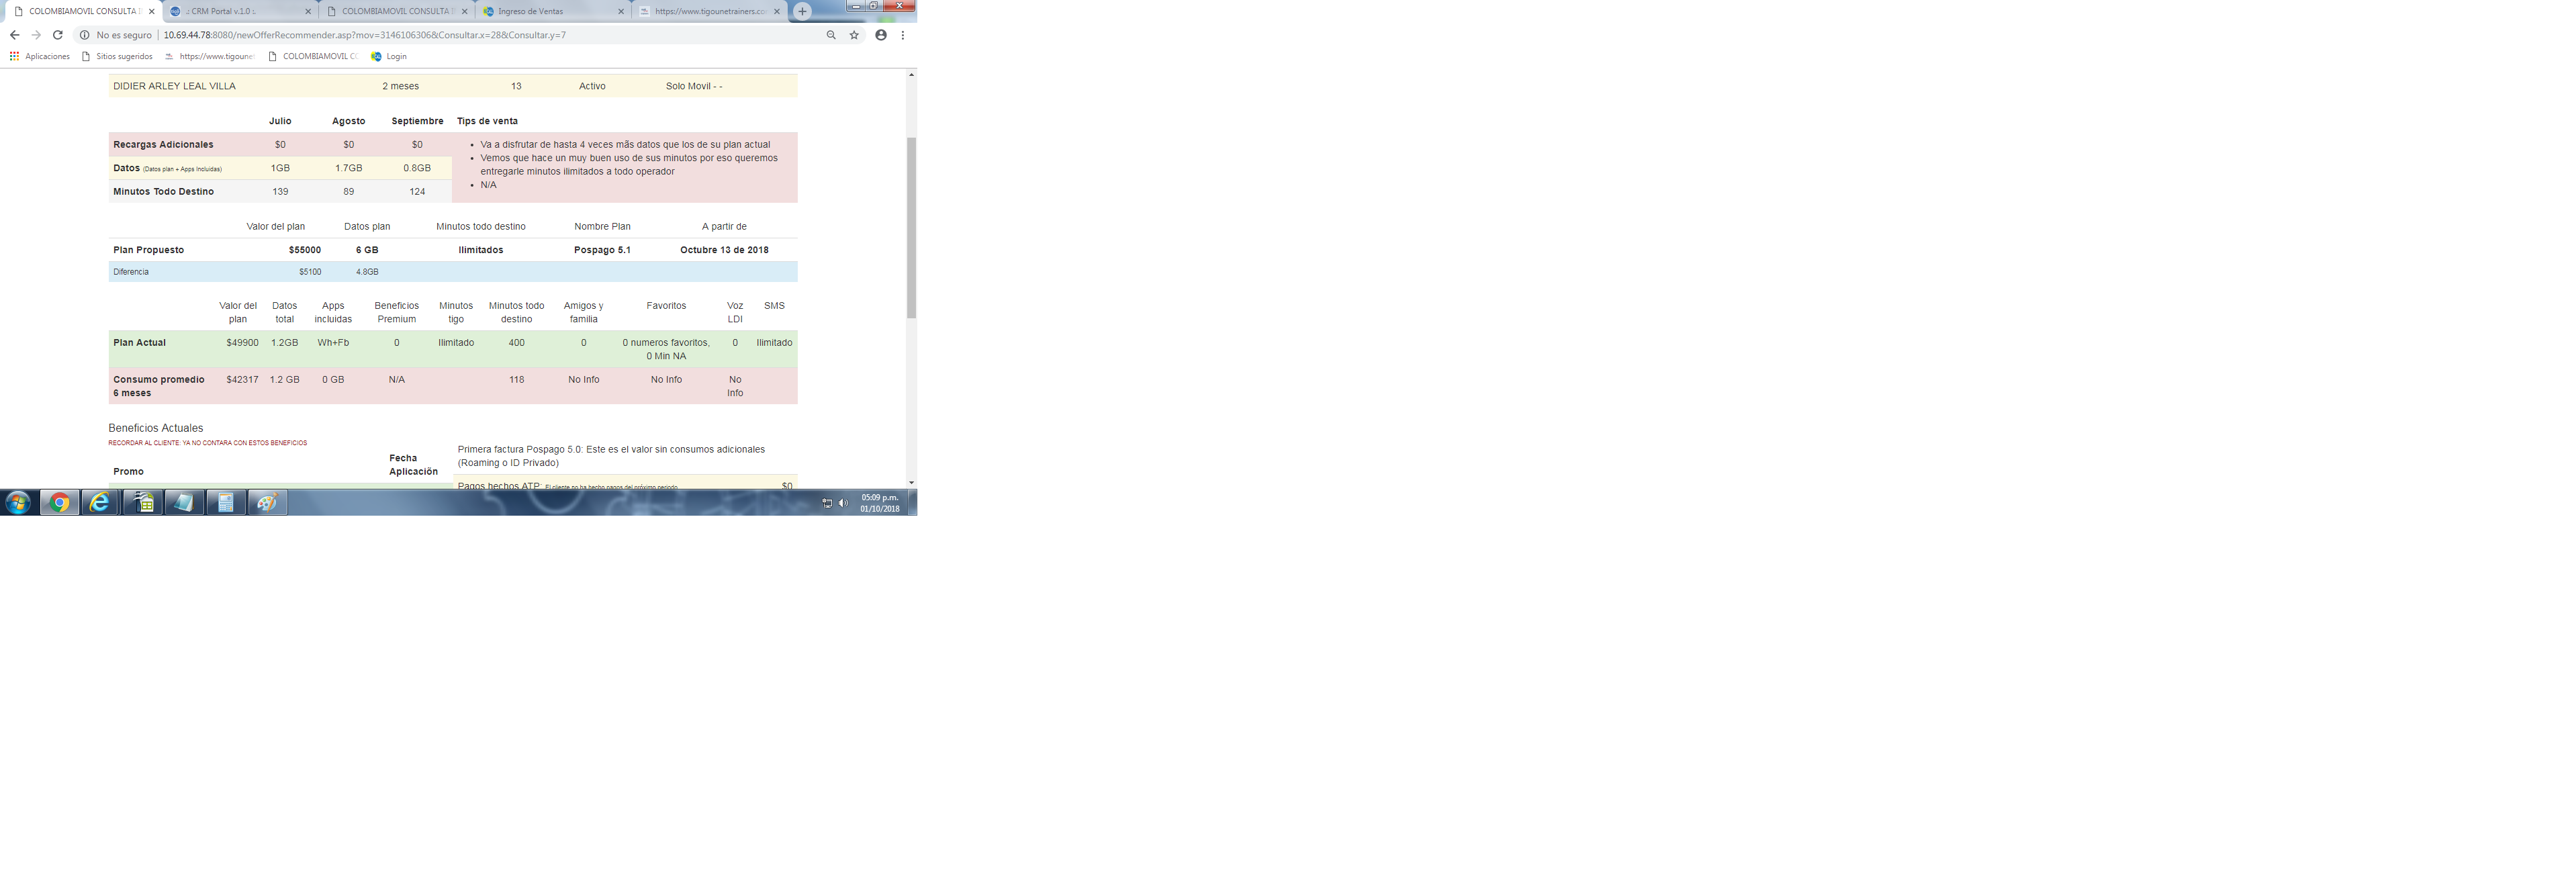 COLOMBIAMOVIL CONSULTA
.: CRM Portal v.1.0 :.
COLOMBIAMOVIL CONSULTA
Ingreso de Ventas
https://www.tigounetrainers.co
No es seguro | 10.69.44.78:8080/newOfferRecommender.asp?mov=3146106306&Consultar.x=28&Consultar.y=7
Aplicaciones Sitios sugeridos https://www.tigoune COLOMBIAMOVIL CO Login
DIDIER ARLEY LEAL VILLA 2 meses 13 Activo Solo Movil - -
Julio Agosto Septiembre Tips de venta
Recargas Adicionales $0 $0 $0
Datos (Datos plan + Apps Incluidas) 1GB 1.7GB 0.8GB
Minutos Todo Destino 139 89 124
• Va a disfrutar de hasta 4 veces mãs datos que los de su plan actual
• Vemos que hace un muy buen uso de sus minutos por eso queremos
entregarle minutos ilimitados a todo operador
• N/A
Valor del plan Datos plan Minutos todo destino Nombre Plan A partir de
Plan Propuesto $55000 6 GB Ilimitados Pospago 5.1 Octubre 13 de 2018
Diferencia $5100 4.8GB
Valor del plan Datos total Apps incluidas Beneficios Premium Minutos tigo Minutos todo destino Amigos y familia Favoritos Voz LDI SMS
Plan Actual $49900 1.2GB Wh+Fb 0 Ilimitado 400 0 0 numeros favoritos, 0 Min NA 0 Ilimitado
Consumo promedio 6 meses $42317 1.2 GB 0 GB N/A 118 No Info No Info No Info
Beneficios Actuales
RECORDAR AL CLIENTE: YA NO CONTARA CON ESTOS BENEFICIOS
Promo Fecha Aplicaciön
Primera factura Pospago 5.0: Este es el valor sin consumos adicionales
(Roaming o ID Privado)
Pagos hechos ATP: El cliente no ha hecho pagos del próximo periodo $0
05:09 p.m.
01/10/2018